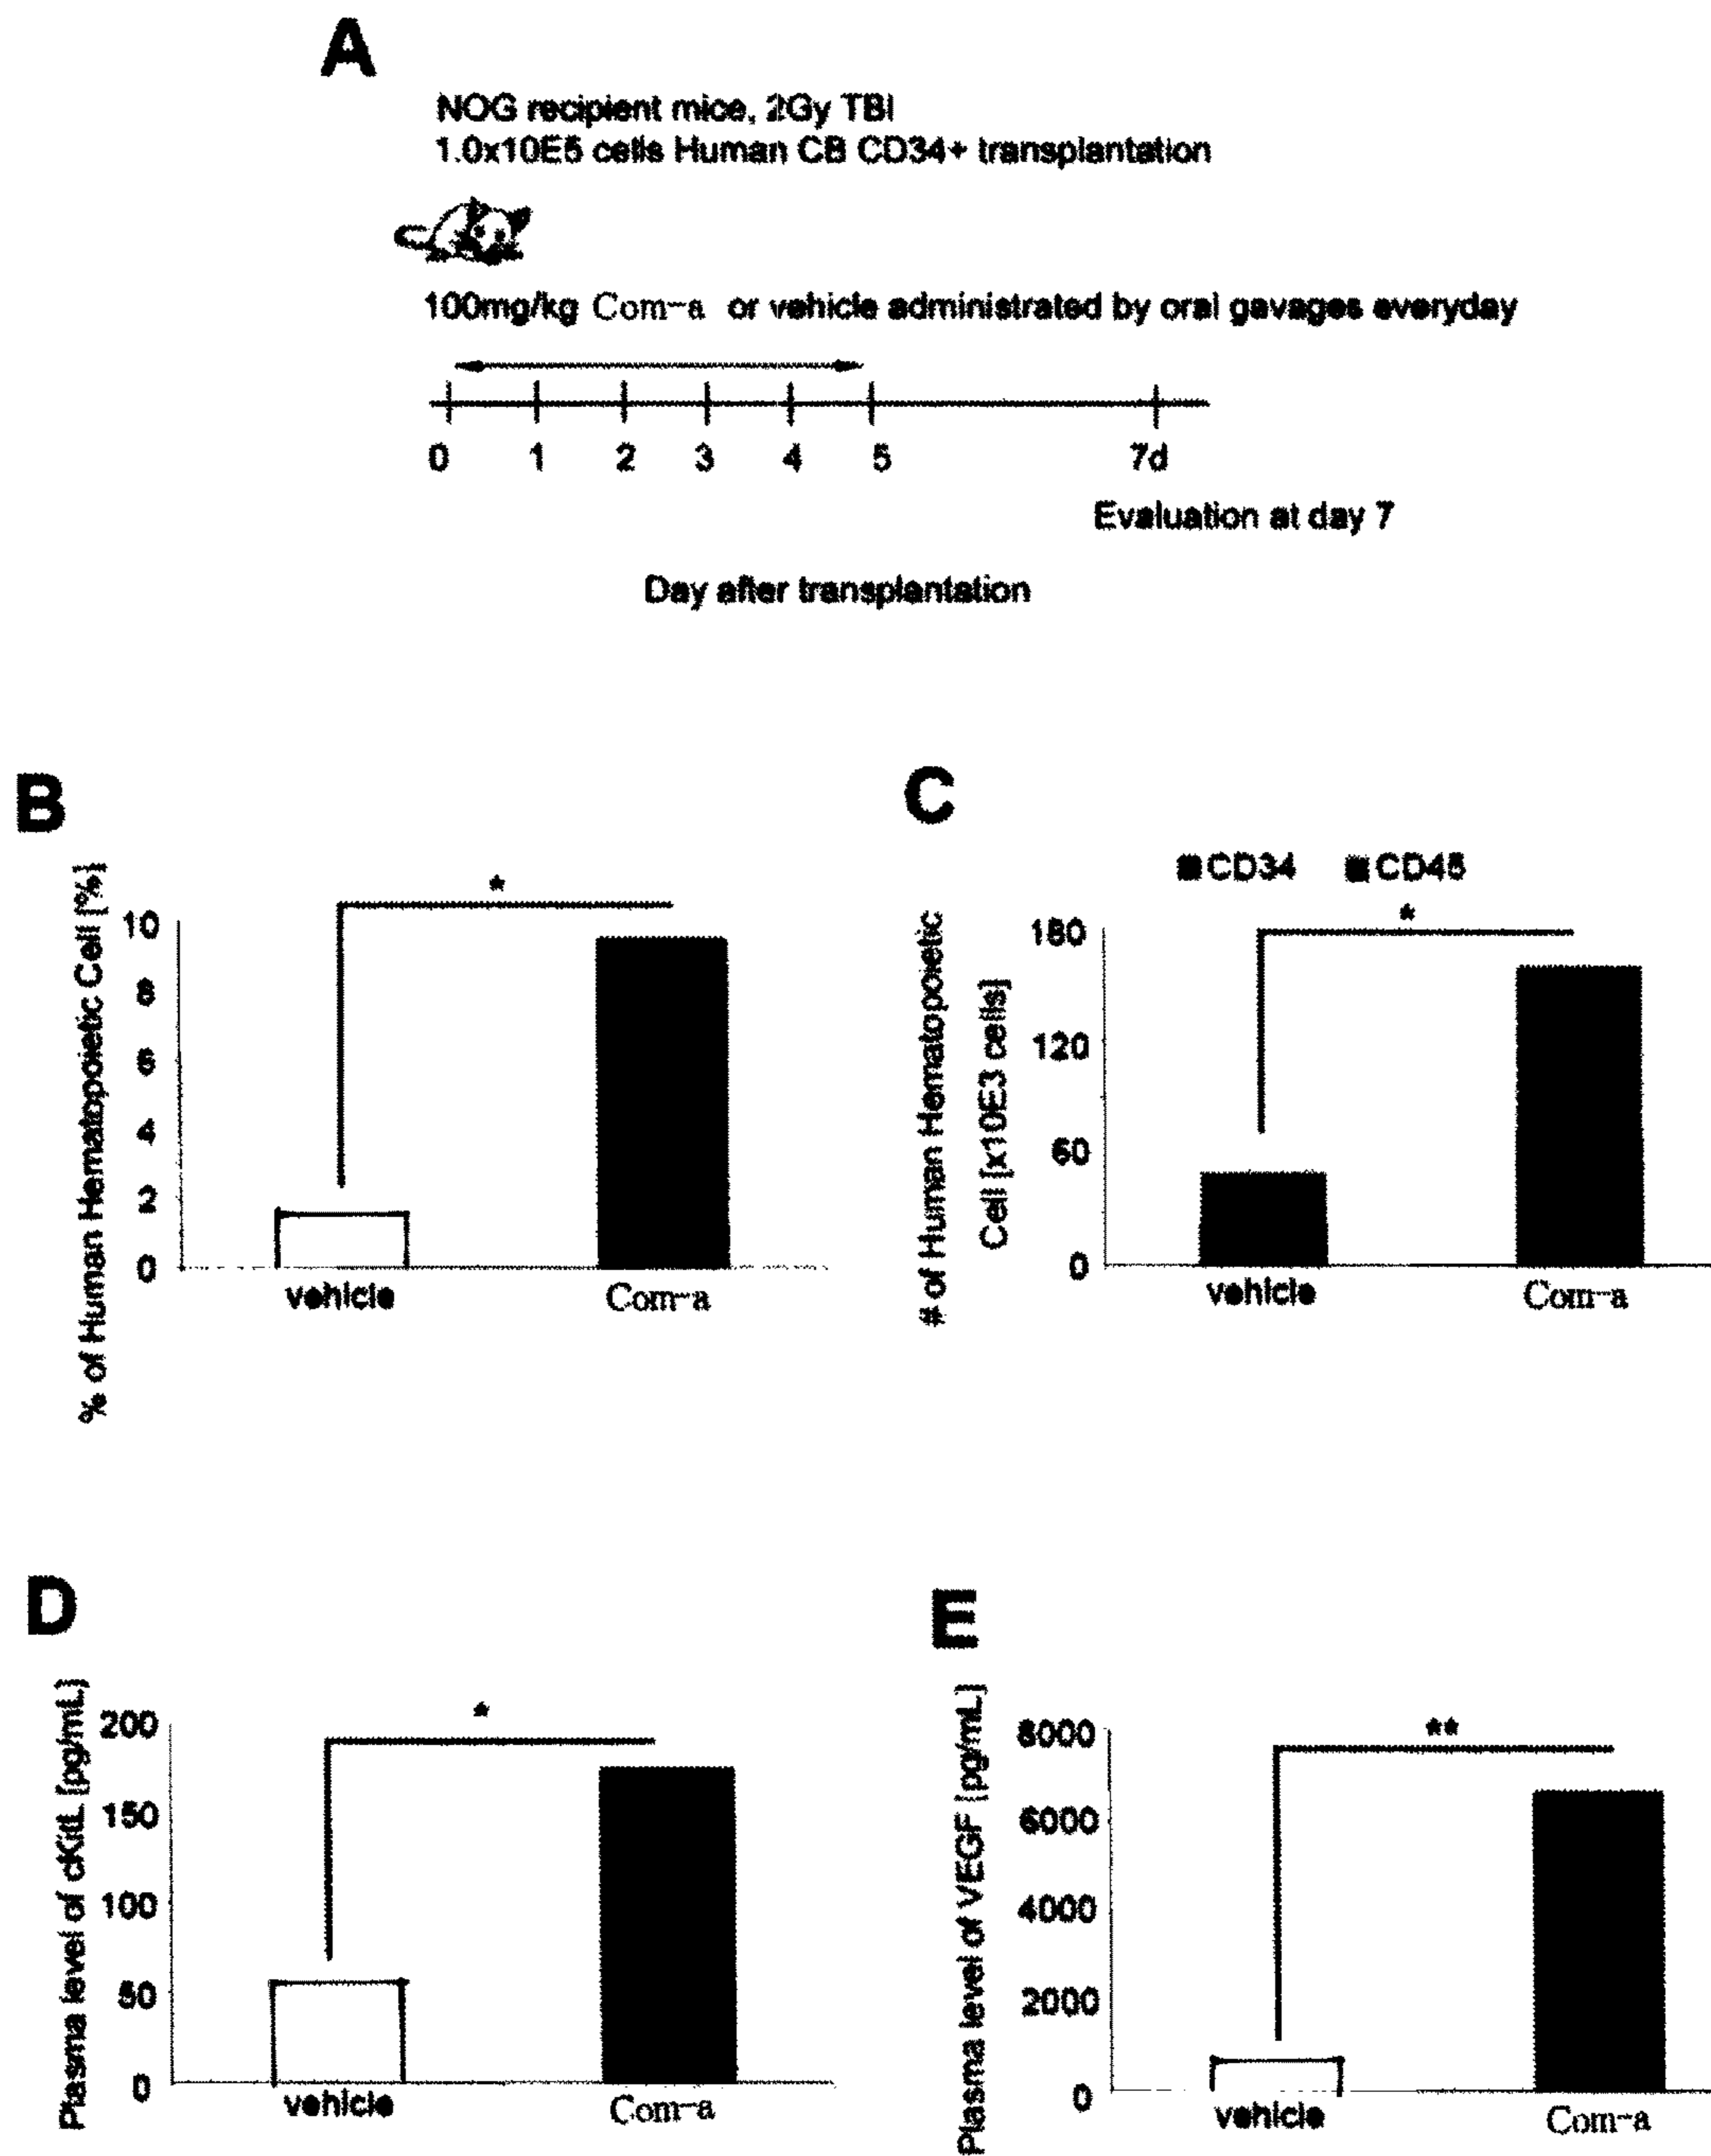 A
NOG recipient mice, 2Gy TBI
1.0x10E5 cells Human CB CD34+ transplantation
100mg/kg Com-a or vehicle administrated by oral gavages everyday
0 1 2 3 4 5 7d
Evaluation at day 7
Day after transplantation
B
% of Human Hematopoietic Cell [%]
*
10
8
6
4
2
0
vehicle Com-a
C
CD34 CD45
# of Human Hematopoietic
Cell [x10E3 cells]
*
180
120
60
0
vehicle Com-a
D
Plasma level of cKitL [pg/mL]
*
200
150
100
50
0
vehicle Com-a
E
Plasma level of VEGF [pg/mL]
**
8000
6000
4000
2000
0
vehicle Com-a